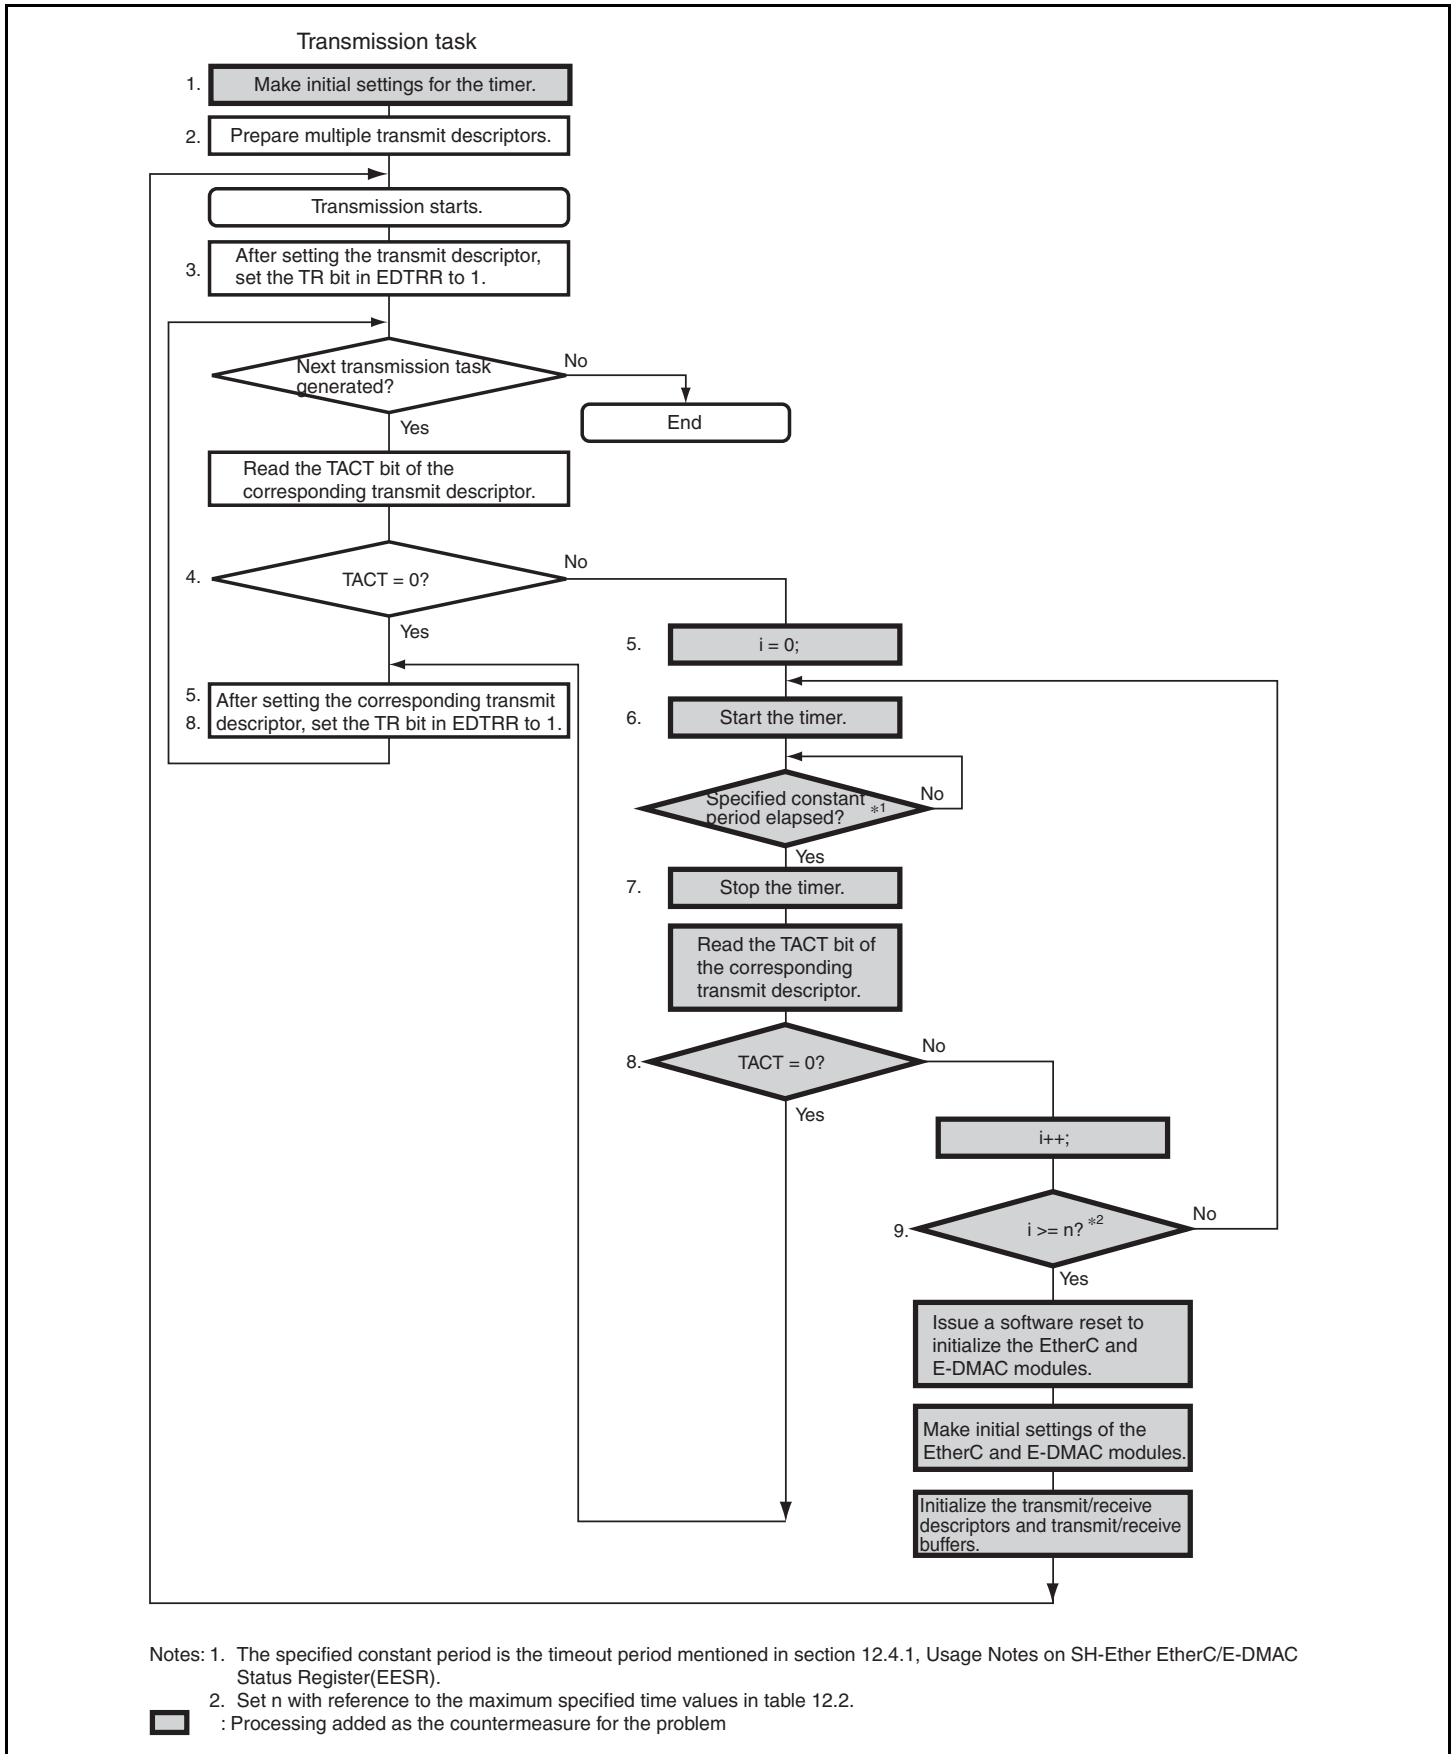 Transmission task
1. Make initial settings for the timer.
2. Prepare multiple transmit descriptors.
Transmission starts.
3. After setting the transmit descriptor,
set the TR bit in EDTRR to 1.
Next transmission task
generated?
No
End
Yes
Read the TACT bit of the
corresponding transmit descriptor.
4. TACT = 0?
No
Yes
5. After setting the corresponding transmit
8. descriptor, set the TR bit in EDTRR to 1.
5. i = 0;
6. Start the timer.
Specified constant
period elapsed? *1
No
Yes
7. Stop the timer.
Read the TACT bit of
the corresponding
transmit descriptor.
8. TACT = 0?
No
Yes
i++;
9. i >= n? *2
No
Yes
Issue a software reset to
initialize the EtherC and
E-DMAC modules.
Make initial settings of the
EtherC and E-DMAC modules.
Initialize the transmit/receive
descriptors and transmit/receive
buffers.
Notes: 1. The specified constant period is the timeout period mentioned in section 12.4.1, Usage Notes on SH-Ether EtherC/E-DMAC
Status Register(EESR).
2. Set n with reference to the maximum specified time values in table 12.2.
: Processing added as the countermeasure for the problem